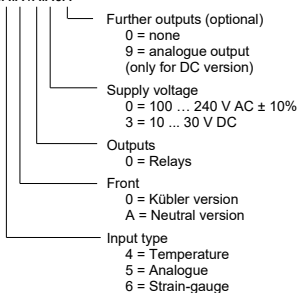 Further outputs (optional)
0 = none
9 = analogue output
(only for DC version)
Supply voltage
0 = 100 … 240 V AC ± 10%
3 = 10 ... 30 V DC
Outputs
0 = Relays
Front
0 = Kübler version
A = Neutral version
Input type
4 = Temperature
5 = Analogue
6 = Strain-gauge